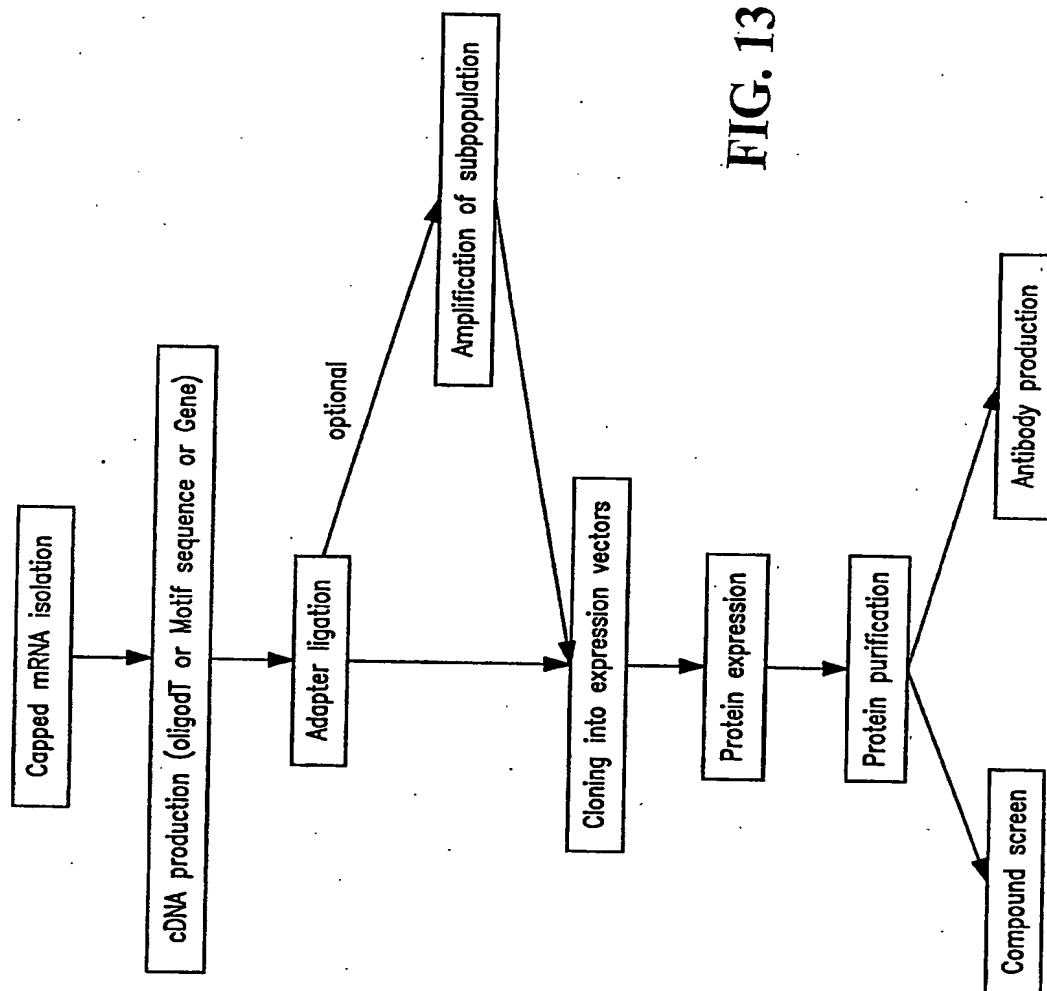 Capped mRNA isolation
cDNA production (oligodT or Motif sequence or Gene)
Adapter ligation
optional
Amplification of subpopulation
Cloning into expression vectors
Protein expression
Protein purification
Compound screen
Antibody production
FIG. 13